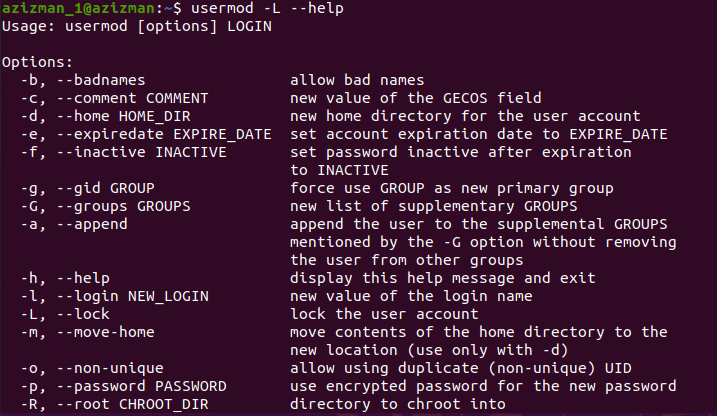 azizman_1@azizman:~$ usermod -L --help
Usage: usermod [options] LOGIN
Options:
-b, --badnames allow bad names
-c, --comment COMMENT new value of the GECOS field
-d, --home HOME_DIR new home directory for the user account
-e, --expiredate EXPIRE_DATE set account expiration date to EXPIRE_DATE
-f, --inactive INACTIVE set password inactive after expiration
to INACTIVE
-g, --gid GROUP force use GROUP as new primary group
-G, --groups GROUPS new list of supplementary GROUPS
-a, --append append the user to the supplemental GROUPS
mentioned by the -G option without removing
the user from other groups
-h, --help display this help message and exit
-l, --login NEW_LOGIN new value of the login name
-L, --lock lock the user account
-m, --move-home move contents of the home directory to the
new location (use only with -d)
-o, --non-unique allow using duplicate (non-unique) UID
-p, --password PASSWORD use encrypted password for the new password
-R, --root CHROOT_DIR directory to chroot into